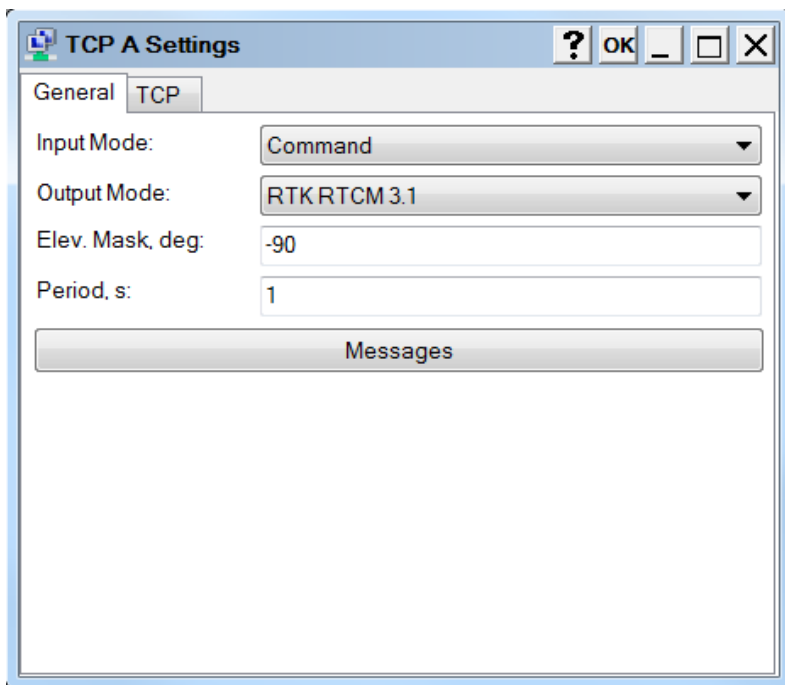 TCP A Settings ? OK
General TCP
Input Mode: Command
Output Mode: RTK RTCM 3.1
Elev. Mask, deg: -90
Period, s: 1
Messages